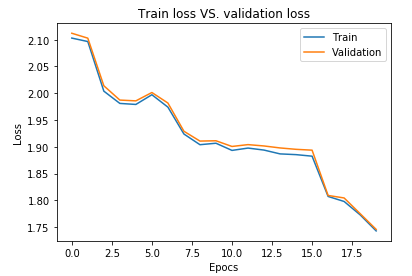 Train loss VS. validation loss
Train
Validation
2.10
2.05
2.00
1.95
1.90
1.85
1.80
1.75
Loss
0.0 2.5 5.0 7.5 10.0 12.5 15.0 17.5
Epocs